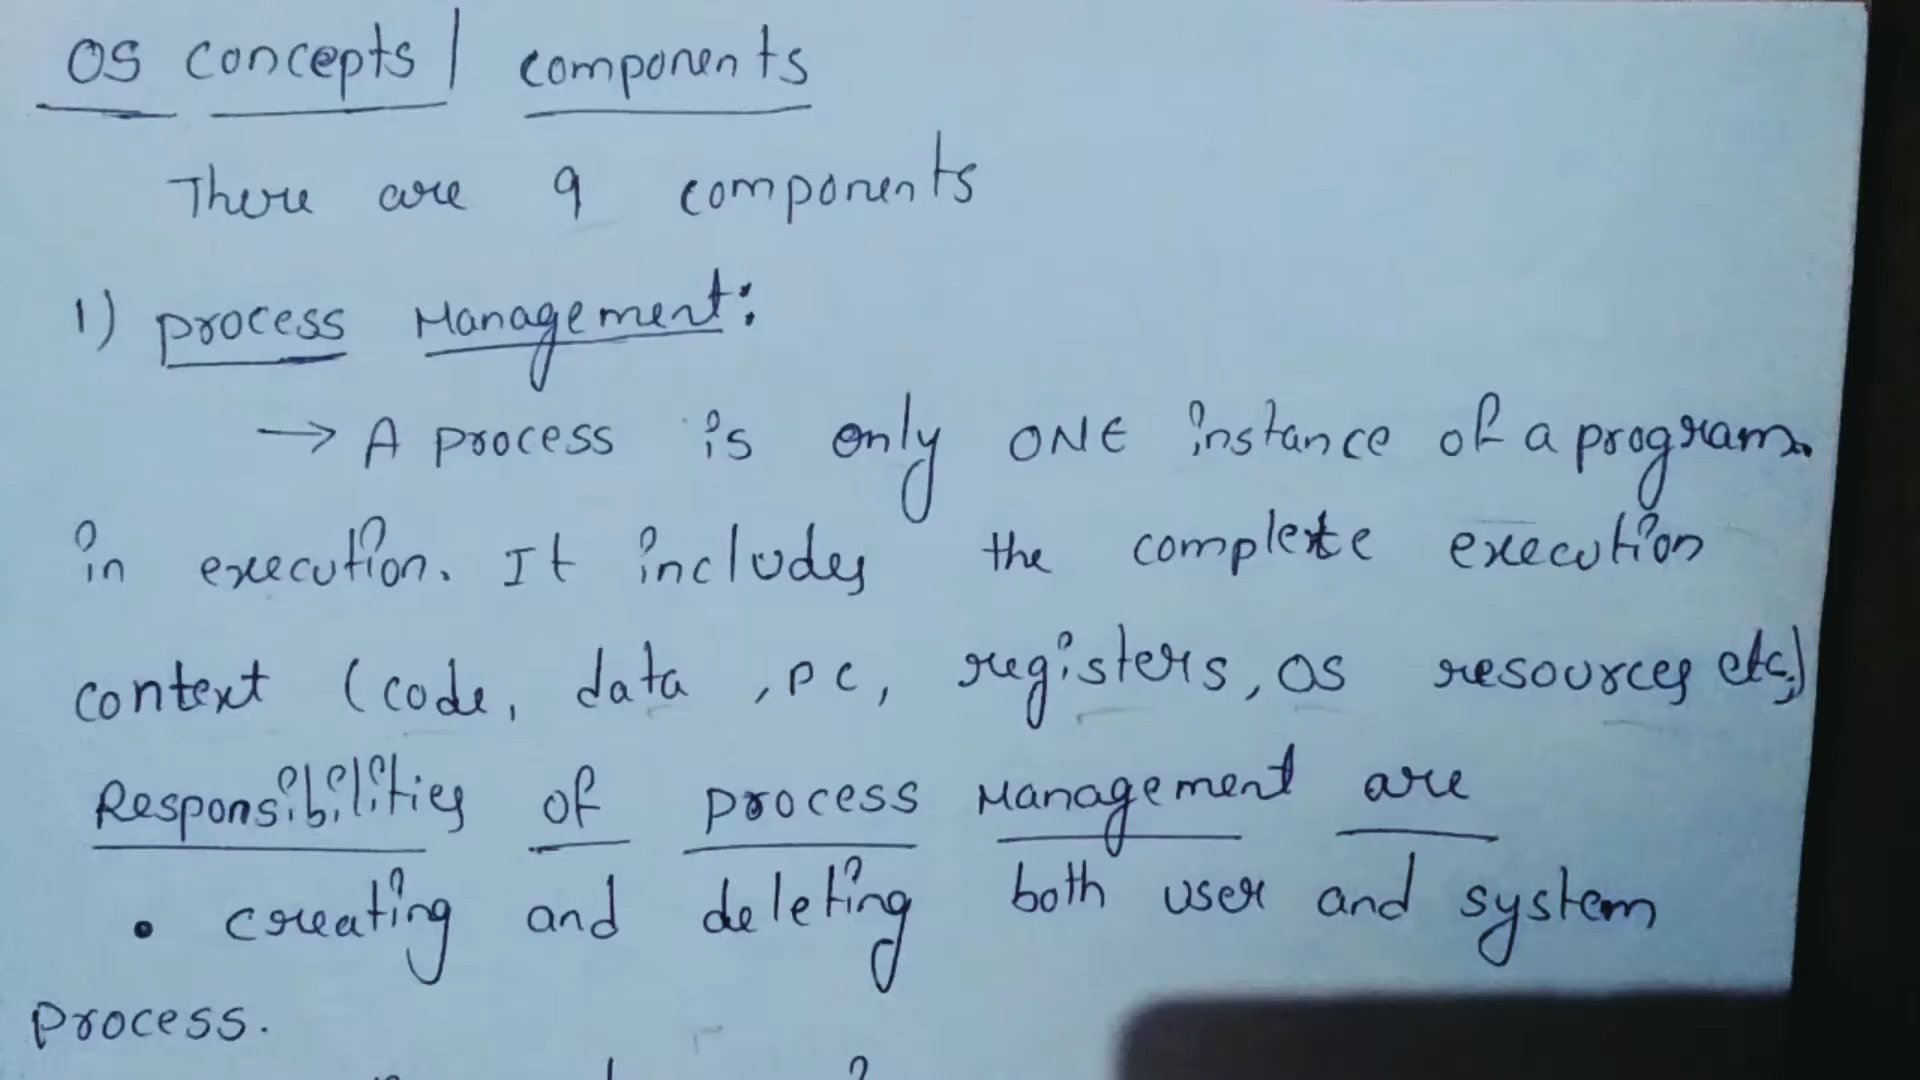 OS concepts | components
There are 9 components
1) process Management:
→ A process is only ONE instance of a program
in execution. It includes the complete execution
context (code, data, PC, registers, OS resources etc)
Responsibilities of process Management are
• creating and deleting both user and system
process.